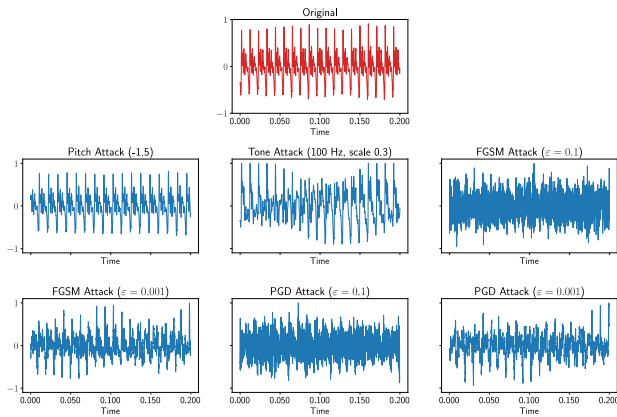 Original
1
0
−1
0.000 0.050 0.100 0.150 0.200
Time
Pitch Attack (-1.5)
Tone Attack (100 Hz, scale 0.3)
FGSM Attack (ε = 0.1)
1
0
−1
Time
Time
Time
FGSM Attack (ε = 0.001)
PGD Attack (ε = 0.1)
PGD Attack (ε = 0.001)
1
0
−1
0.000 0.050 0.100 0.150 0.200
0.000 0.050 0.100 0.150 0.200
0.000 0.050 0.100 0.150 0.200
Time
Time
Time